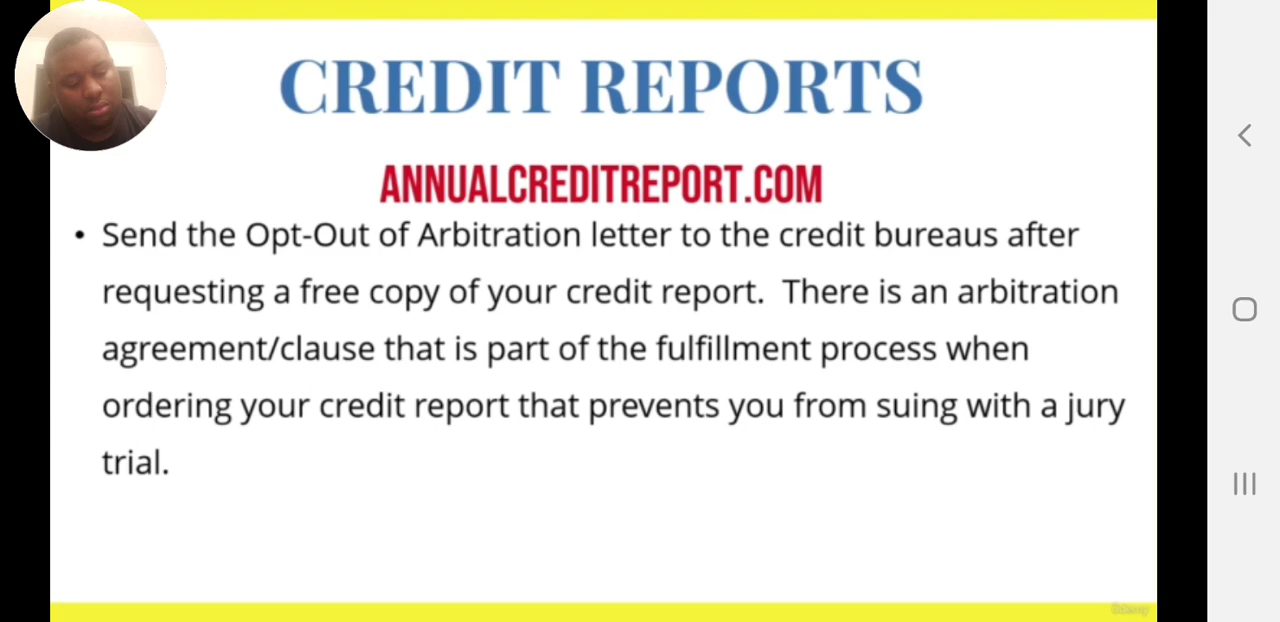 CREDIT REPORTS
ANNUALCREDITREPORT.COM
• Send the Opt-Out of Arbitration letter to the credit bureaus after
requesting a free copy of your credit report.  There is an arbitration
agreement/clause that is part of the fulfillment process when
ordering your credit report that prevents you from suing with a jury
trial.
Udemy